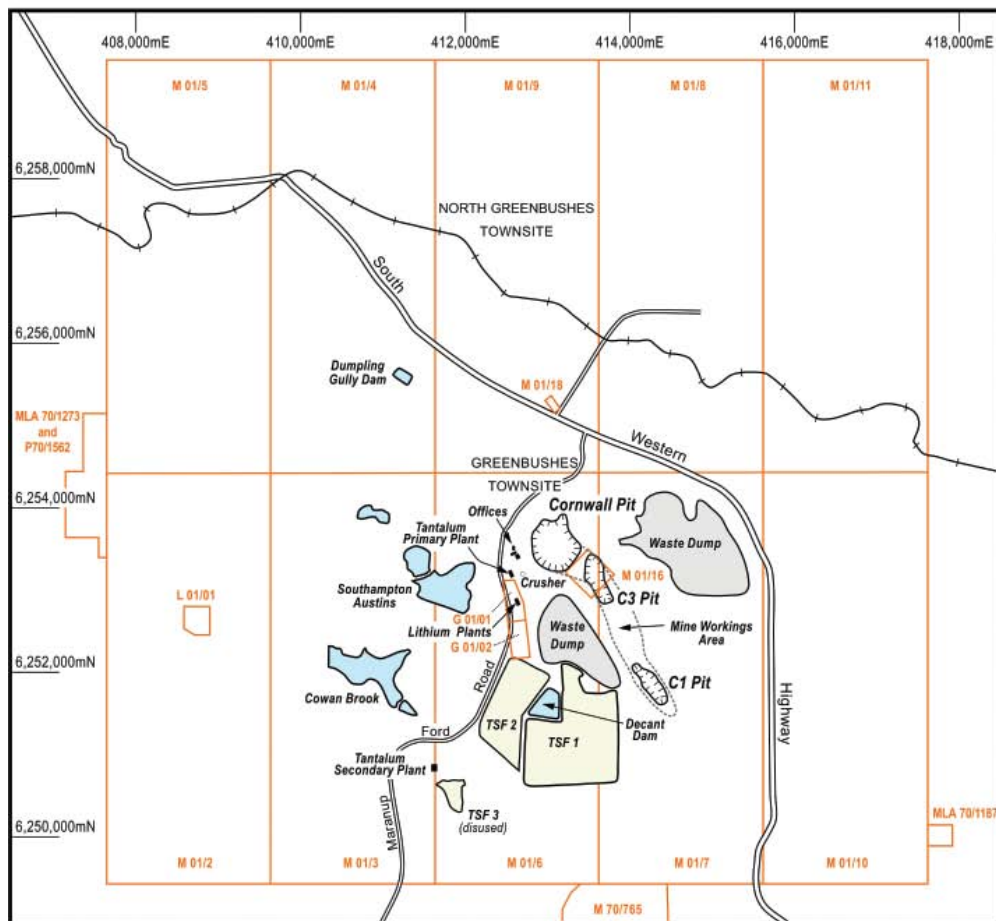 408,000mE 410,000mE 412,000mE 414,000mE 416,000mE 418,000mE
M 01/5 M 01/4 M 01/9 M 01/8 M 01/11
6,258,000mN
NORTH GREENBUSHES
TOWNSITE
South
6,256,000mN
Dumpling
Gully Dam
M 01/18
MLA 70/1273
and
P70/1562
Western
GREENBUSHES
TOWNSITE
6,254,000mN
Cornwall Pit
Offices
Tantalum
Primary Plant
Waste Dump
Crusher
M 01/16
Southampton
Austins
C3 Pit
L 01/01
G 01/01
Lithium Plants
G 01/02
Waste
Dump
Mine Workings
Area
6,252,000mN
Cowan Brook
Road
C1 Pit
Highway
TSF 2
Decant
Dam
Ford
TSF 1
Tantalum
Secondary Plant
Maranup
TSF 3
(disused)
MLA 70/1187
6,250,000mN
M 01/2 M 01/3 M 01/6 M 01/7 M 01/10
M 70/765